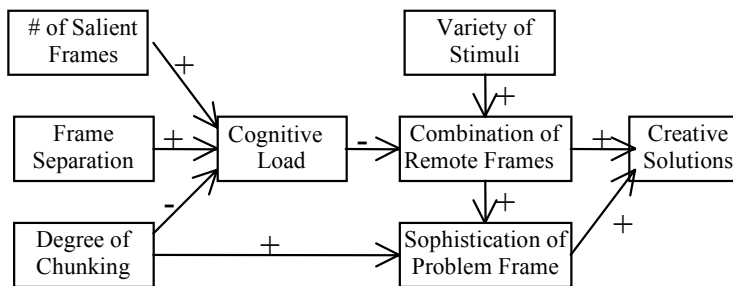 # of Salient
Frames
Variety of
Stimuli
+
+
Frame
Separation
+
Cognitive
Load
-
Combination of
Remote Frames
+
Creative
Solutions
-
+
+
Degree of
Chunking
+
Sophistication of
Problem Frame